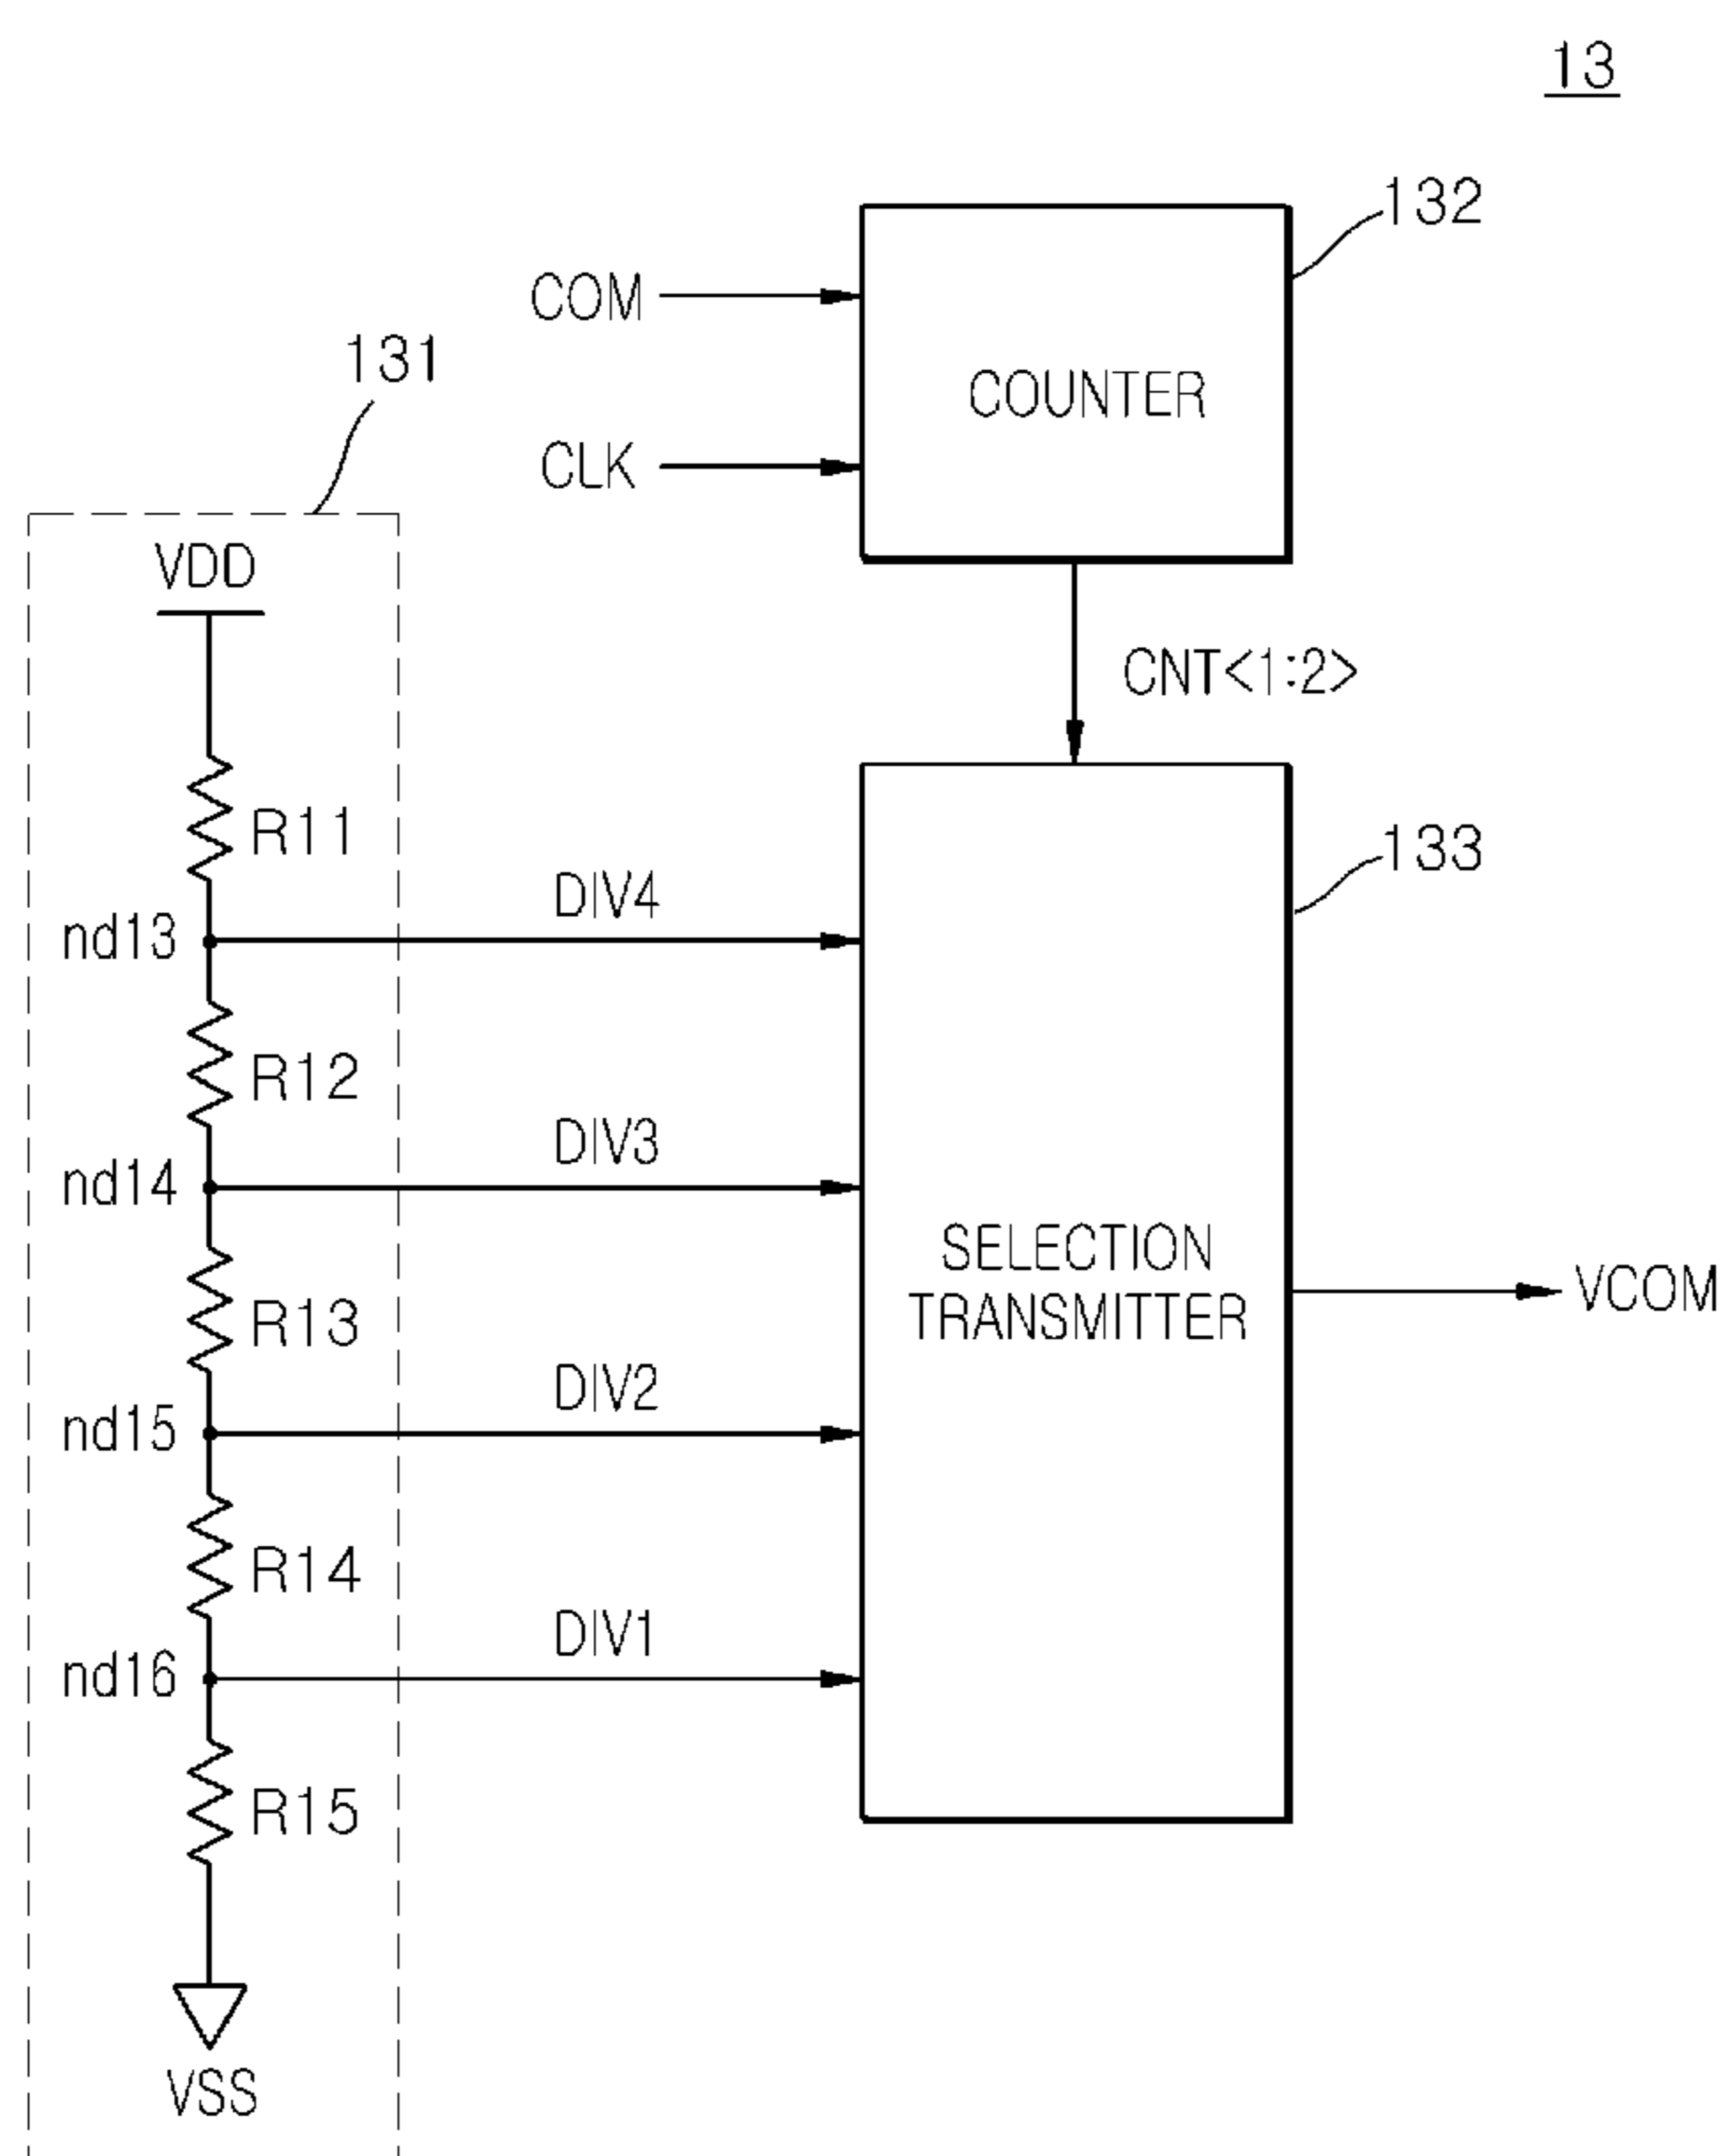 13
132
COM
COUNTER
CLK
131
VDD
CNT<1:2>
R11
133
DIV4
nd13
R12
DIV3
nd14
SELECTION
TRANSMITTER
VCOM
R13
DIV2
nd15
R14
DIV1
nd16
R15
VSS